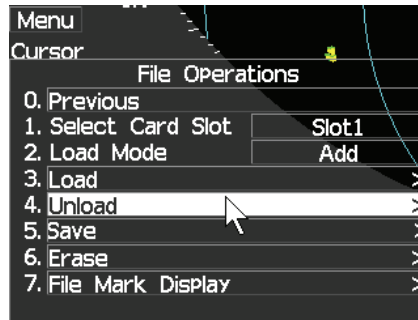 Menu
Cursor
File Operations
0. Previous
1. Select Card Slot Slot1
2. Load Mode Add
3. Load >
4. Unload >
5. Save >
6. Erase >
7. File Mark Display >